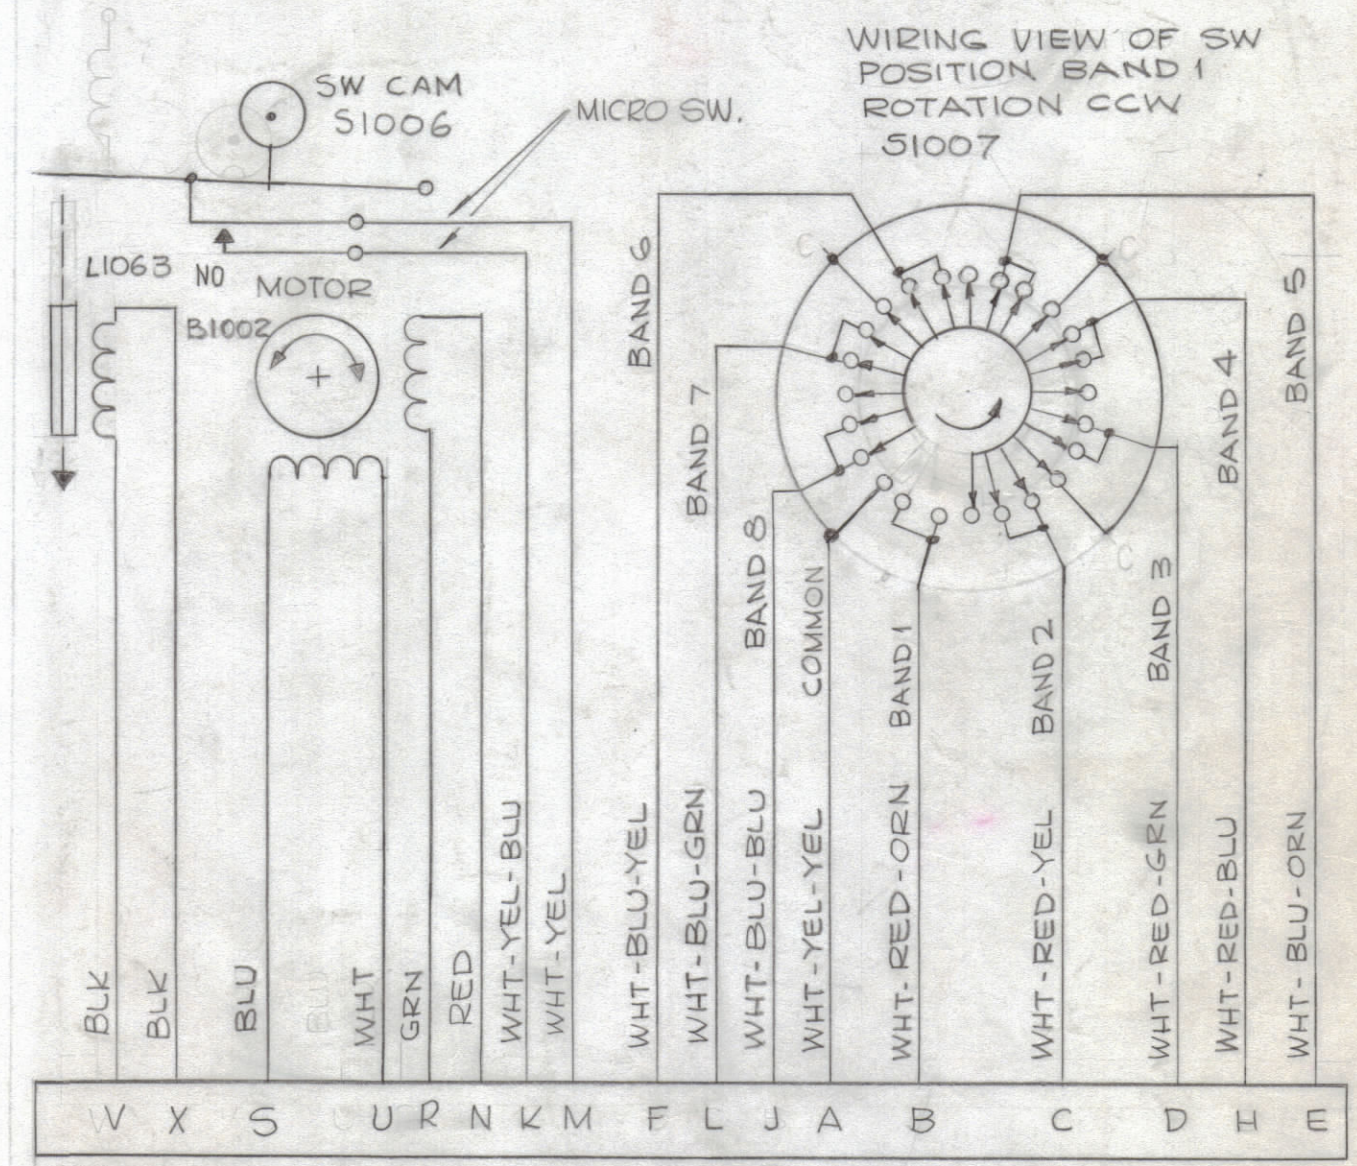 WIRING VIEW OF SW
POSITION BAND 1
ROTATION CCW
S1007
SW CAM
S1006
MICRO SW.
L1063
NO
MOTOR
B1002
C
C
C
BAND 6
BAND 7
BAND 8
COMMON
BAND 1
BAND 2
BAND 3
BAND 4
BAND 5
BLK
BLK
BLU
BLU
WHT
GRN
RED
WHT-YEL-BLU
WHT-YEL
WHT-BLU-YEL
WHT-BLU-GRN
WHT-BLU-BLU
WHT-YEL-YEL
WHT-RED-ORN
WHT-RED-YEL
WHT-RED-GRN
WHT-RED-BLU
WHT-BLU-ORN
V X S U R N K M F L J A B C D H E